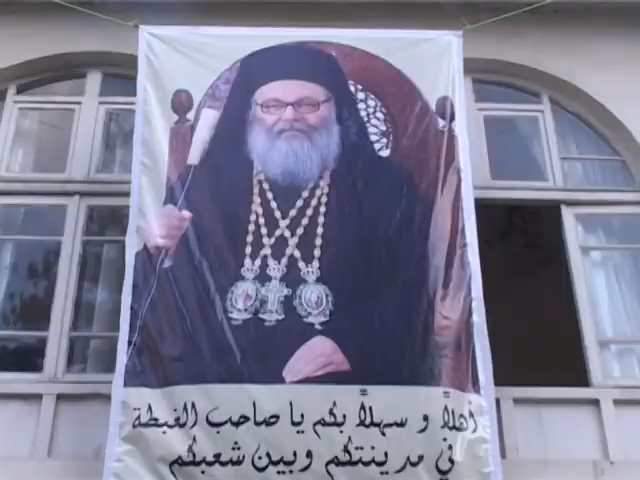 أهلاً و سهلاً بكم يا صاحب الغبطة
في مدينتكم وبين شعبكم